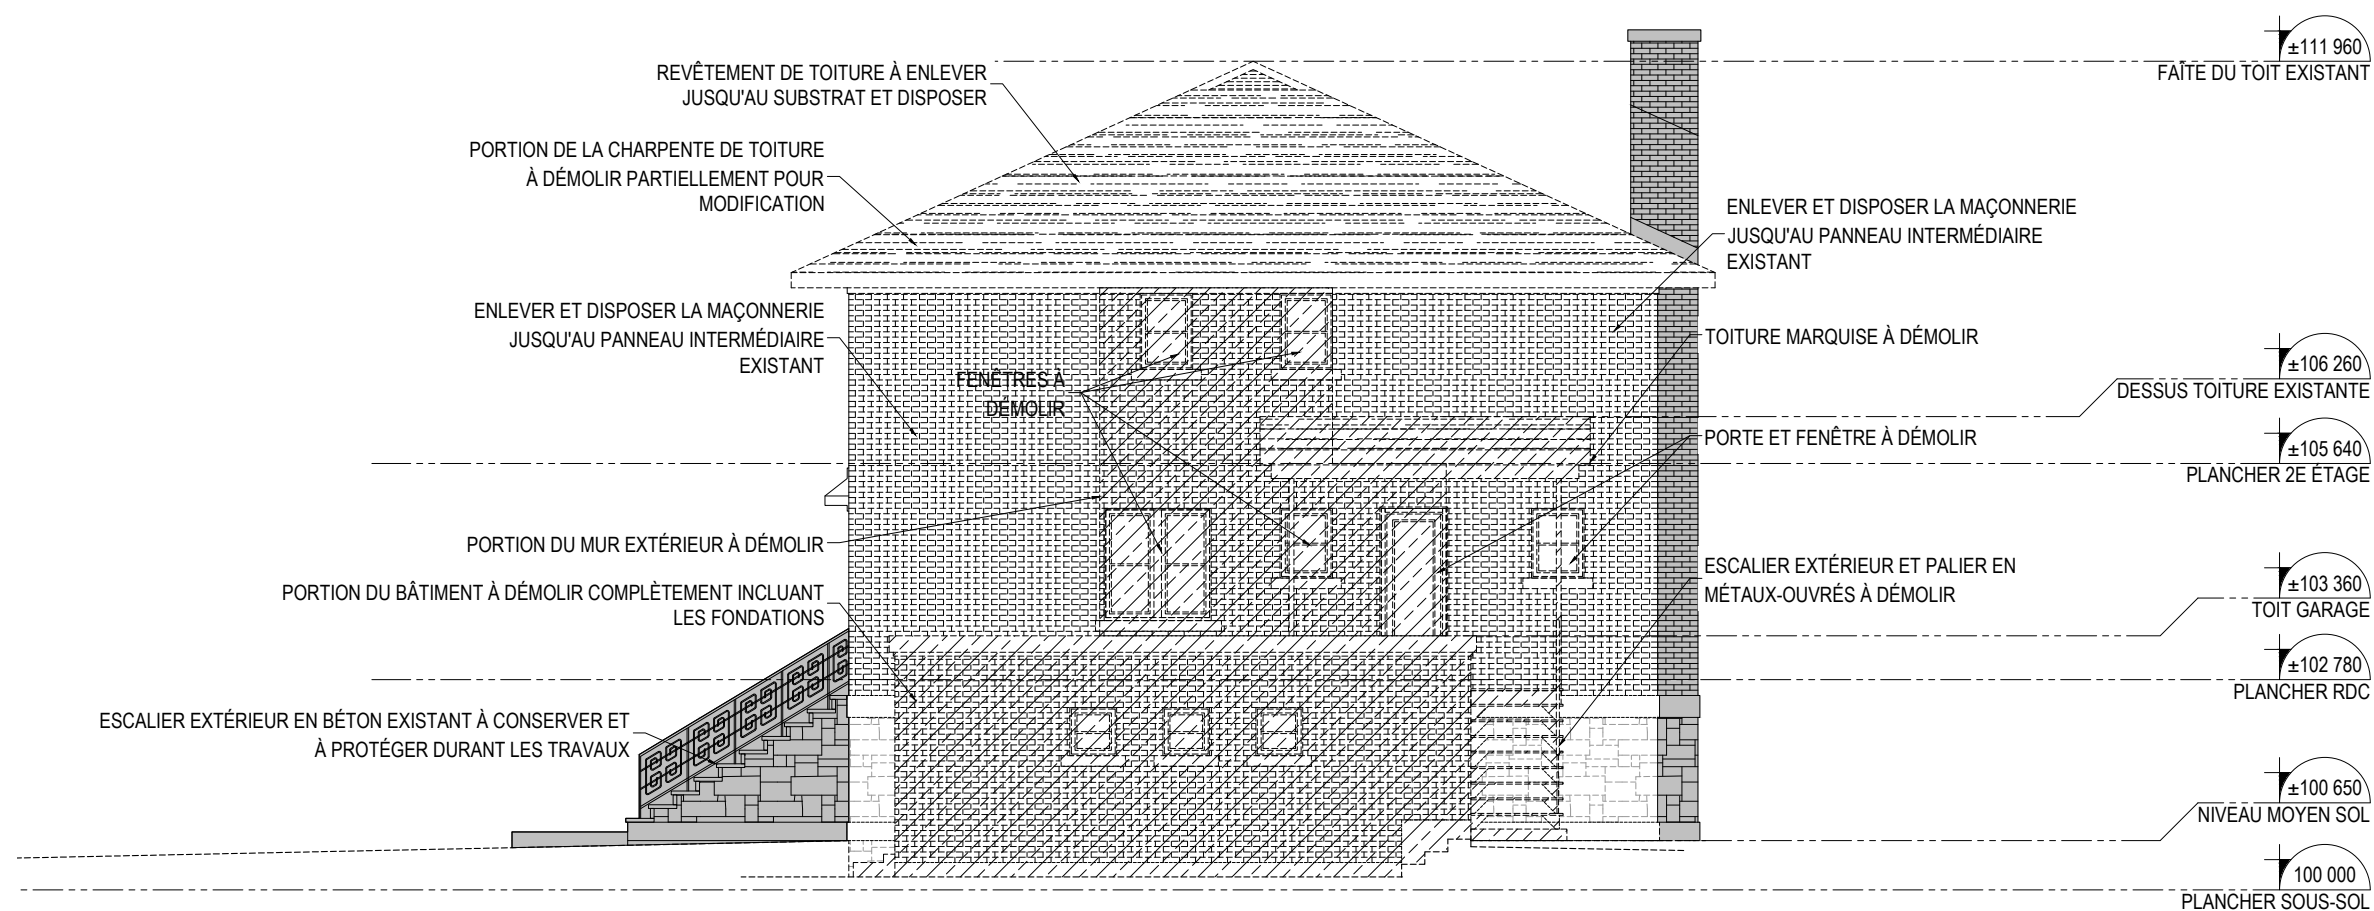 ±111 960
FAÎTE DU TOIT EXISTANT
REVÊTEMENT DE TOITURE À ENLEVER
JUSQU'AU SUBSTRAT ET DISPOSER
PORTION DE LA CHARPENTE DE TOITURE
À DÉMOLIR PARTIELLEMENT POUR
MODIFICATION
ENLEVER ET DISPOSER LA MAÇONNERIE
JUSQU'AU PANNEAU INTERMÉDIAIRE
EXISTANT
ENLEVER ET DISPOSER LA MAÇONNERIE
JUSQU'AU PANNEAU INTERMÉDIAIRE
EXISTANT
TOITURE MARQUISE À DÉMOLIR
±106 260
DESSUS TOITURE EXISTANTE
FENÊTRES À
DÉMOLIR
PORTE ET FENÊTRE À DÉMOLIR
±105 640
PLANCHER 2E ÉTAGE
PORTION DU MUR EXTÉRIEUR À DÉMOLIR
ESCALIER EXTÉRIEUR ET PALIER EN
MÉTAUX-OUVRÉS À DÉMOLIR
±103 360
TOIT GARAGE
PORTION DU BÂTIMENT À DÉMOLIR COMPLÈTEMENT INCLUANT
LES FONDATIONS
±102 780
PLANCHER RDC
ESCALIER EXTÉRIEUR EN BÉTON EXISTANT À CONSERVER ET
À PROTÉGER DURANT LES TRAVAUX
±100 650
NIVEAU MOYEN SOL
100 000
PLANCHER SOUS-SOL